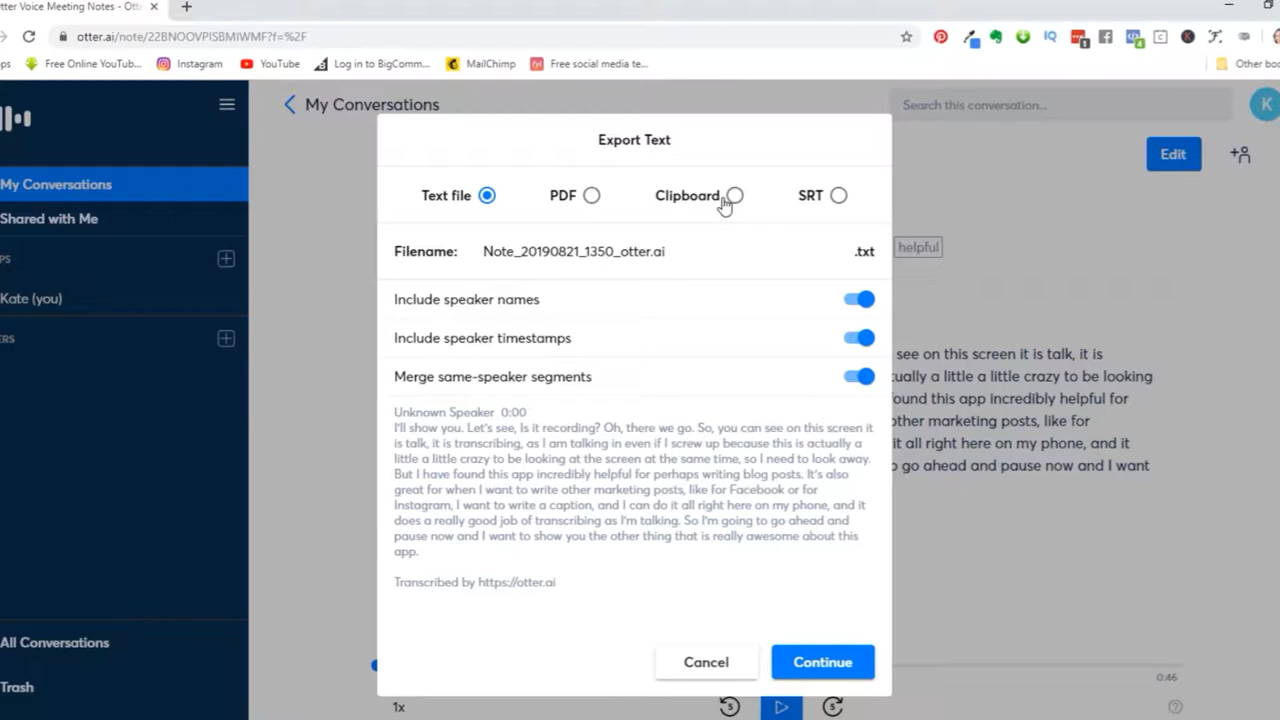 tter Voice Meeting Notes - Ott
otter.ai/note/22BNOOVPISBMIWMF?f=%2F
ps
Free Online YouTub...
Instagram
YouTube
Log in to BigComm...
MailChimp
Free social media te...
Other boo
My Conversations
Search this conversation...
K
Export Text
Edit
My Conversations
Text file
PDF
Clipboard
SRT
Shared with Me
helpful
Filename:
Note_20190821_1350_otter.ai
.txt
PS
Kate (you)
Include speaker names
ERS
Include speaker timestamps
see on this screen it is talk, it is
Merge same-speaker segments
tually a little a little crazy to be looking
ound this app incredibly helpful for
other marketing posts, like for
it all right here on my phone, and it
o go ahead and pause now and I want
Unknown Speaker 0:00
I'll show you. Let's see, Is it recording? Oh, there we go. So, you can see on this screen it
is talk, it is transcribing, as I am talking in even if I screw up because this is actually a
little a little crazy to be looking at the screen at the same time, so I need to look away.
But I have found this app incredibly helpful for perhaps writing blog posts. It's also
great for when I want to write other marketing posts, like for Facebook or for
Instagram, I want to write a caption, and I can do it all right here on my phone, and it
does a really good job of transcribing as I'm talking. So I'm going to go ahead and
pause now and I want to show you the other thing that is really awesome about this
app.
Transcribed by https://otter.ai
All Conversations
Cancel
Continue
0:46
Trash
1x
5
5